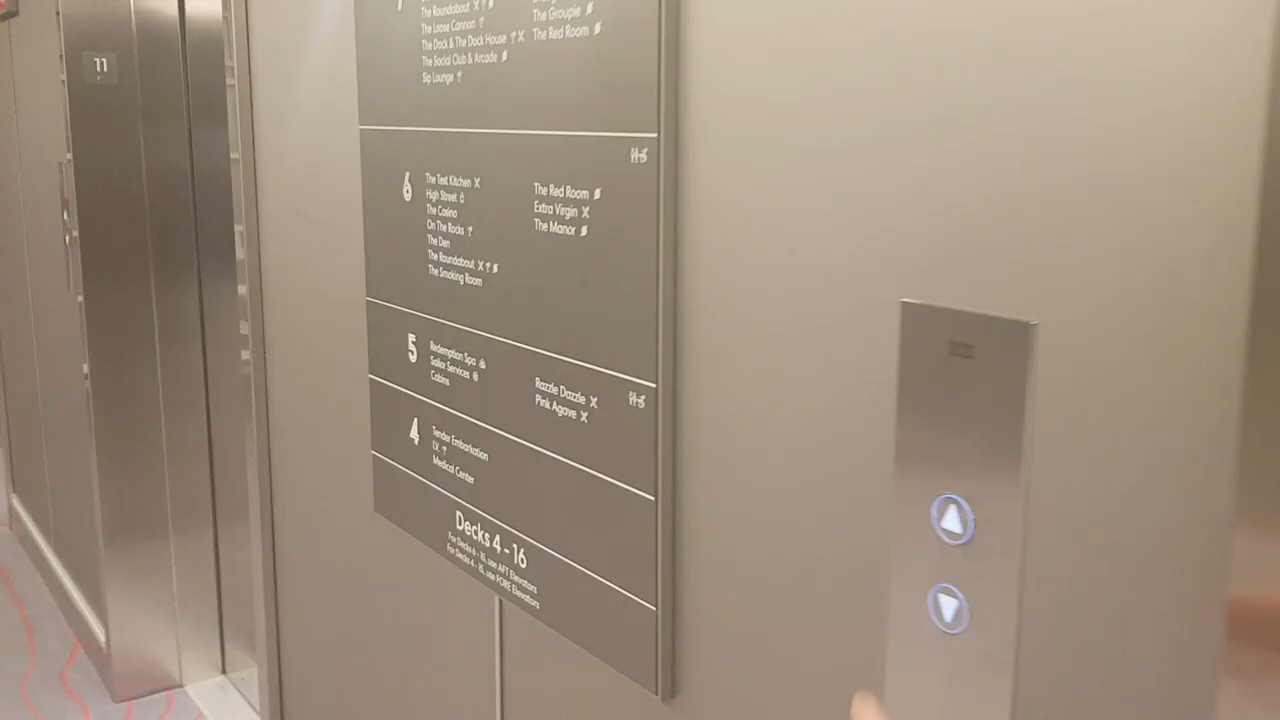 11
7
The Roundabout
The Loose Cannon
The Dock & The Dock House
The Social Club & Arcade
Sip Lounge
The Groupie
The Red Room
6
The Test Kitchen
High Street
The Casino
On The Rocks
The Den
The Roundabout
The Smoking Room
The Red Room
Extra Virgin
The Manor
5
Redemption Spa
Sailor Services
Cabins
Razzle Dazzle
Pink Agave
4
Tender Embarkation
I.V.
Medical Center
Decks 4 - 16
For Decks 6 - 15, use AFT Elevators
For Decks 4 - 15, use FORE Elevators